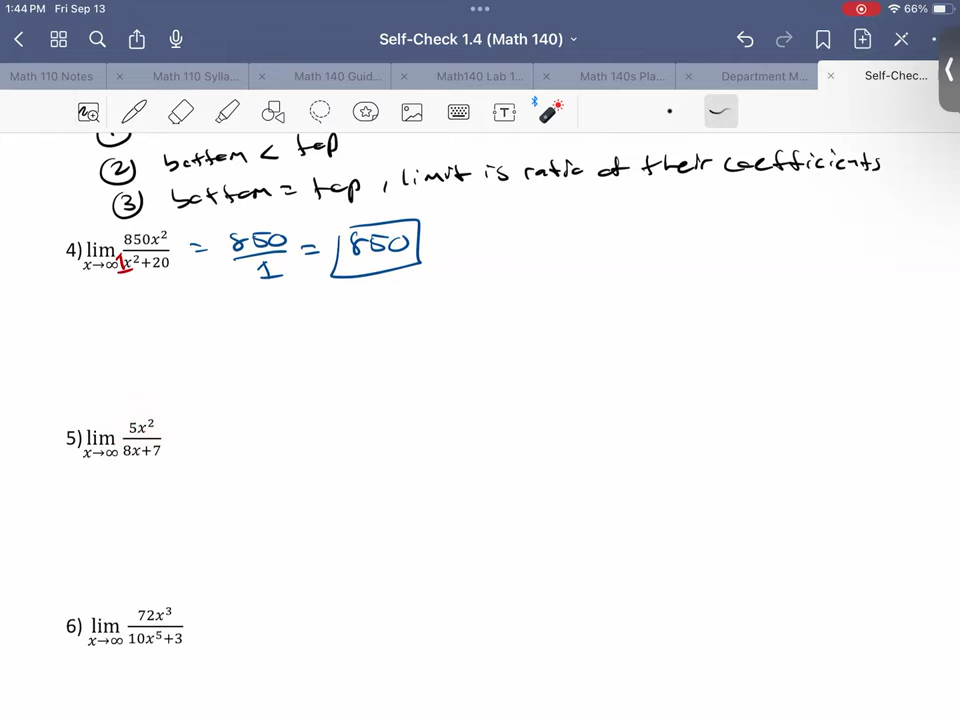 1:44 PM Fri Sep 13
66%
Self-Check 1.4 (Math 140)
Math 110 Notes
Math 110 Sylla...
Math 140 Guid...
Math140 Lab 1...
Math 140s Pla...
Department M...
Self-Chec...
② bottom < top
③ bottom = top, limit is ratio of their coefficients
4) lim x→∞ 850x²/1x²+20 = 850/1 = 850
5) lim x→∞ 5x²/8x+7
6) lim x→∞ 72x³/10x⁵+3